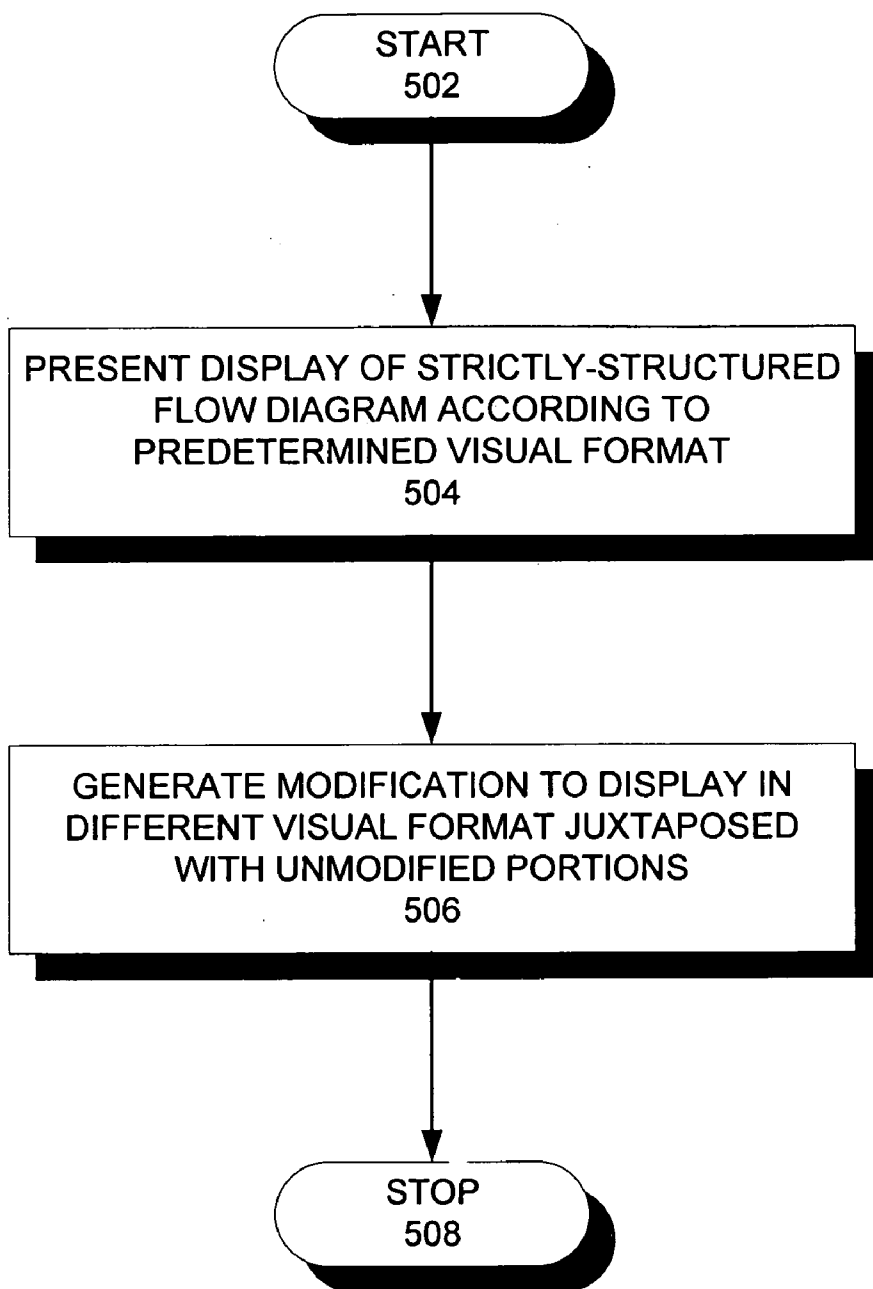 START
502
PRESENT DISPLAY OF STRICTLY-STRUCTURED
FLOW DIAGRAM ACCORDING TO
PREDETERMINED VISUAL FORMAT
504
GENERATE MODIFICATION TO DISPLAY IN
DIFFERENT VISUAL FORMAT JUXTAPOSED
WITH UNMODIFIED PORTIONS
506
STOP
508